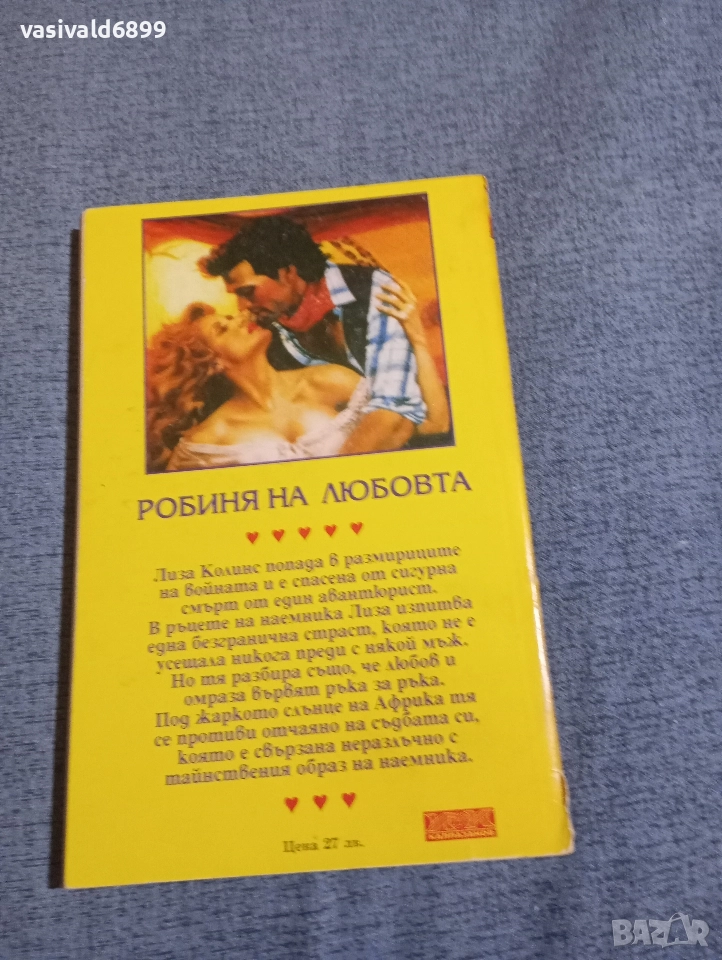 vasivald6899
РОБИНЯ НА ЛЮБОВТА
Лиза Колинс попада в размириците
на войната и е спасена от сигурна
смърт от един авантюрист.
В ръцете на наемника Лиза изпитва
една безгранична страст, която не е
усещала никога преди с някой мъж.
Но тя разбира също, че любов и
омраза вървят ръка за ръка.
Под жаркото слънце на Африка тя
се противи отчаяно на съдбата си,
която е свързана неразлъчно с
тайнствения образ на наемника.
Цена 27 лв.
BAZAR